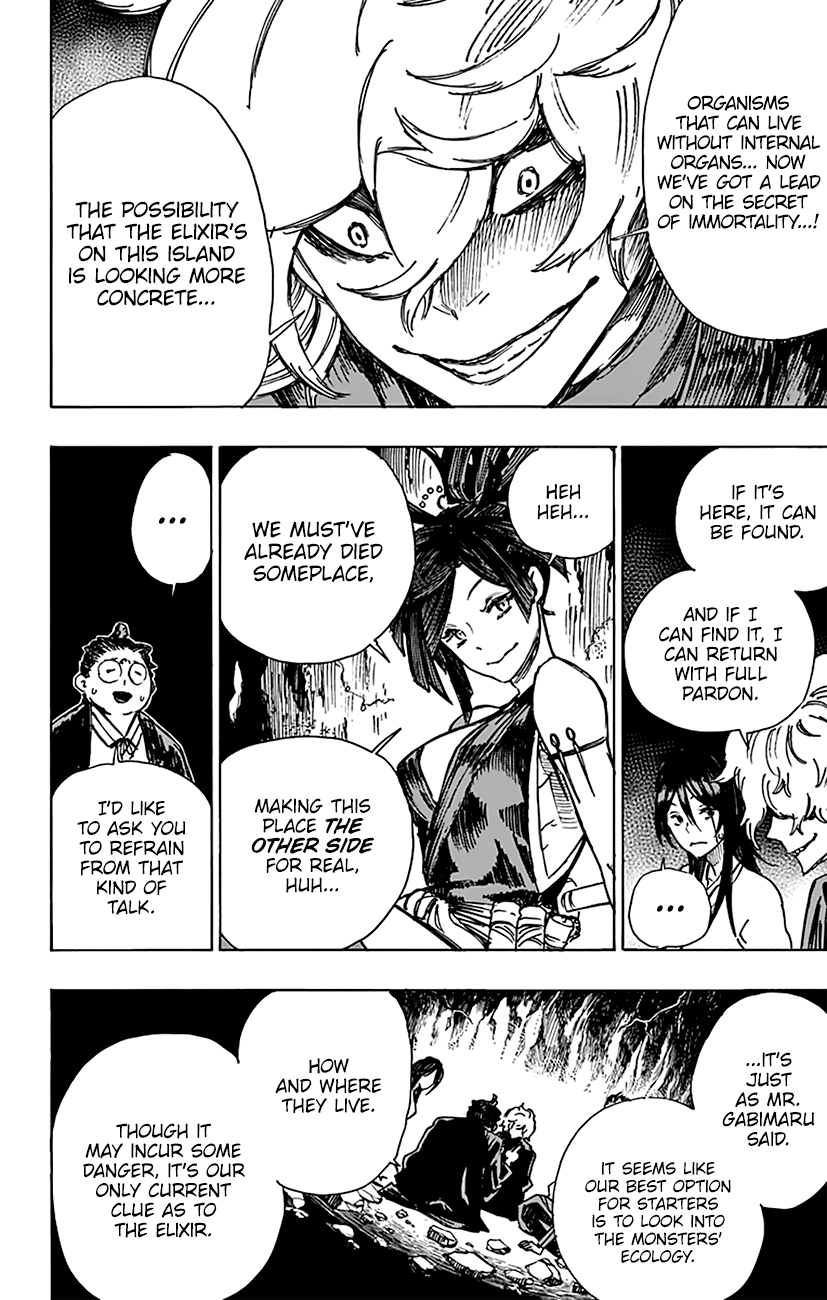 ORGANISMS
THAT CAN LIVE
WITHOUT INTERNAL
ORGANS... NOW
WE'VE GOT A LEAD
ON THE SECRET
OF IMMORTALITY...!
THE POSSIBILITY
THAT THE ELIXIR'S
ON THIS ISLAND
IS LOOKING MORE
CONCRETE...
IF IT'S
HERE, IT CAN
BE FOUND.
AND IF I
CAN FIND IT, I
CAN RETURN
WITH FULL
PARDON.
...
HEH
HEH...
WE MUST'VE
ALREADY DIED
SOMEPLACE,
MAKING THIS
PLACE THE
OTHER SIDE
FOR REAL,
HUH...
...
I'D LIKE
TO ASK YOU
TO REFRAIN
FROM THAT
KIND OF
TALK.
...IT'S
JUST
AS MR.
GABIMARU
SAID.
IT SEEMS LIKE
OUR BEST OPTION
FOR STARTERS
IS TO LOOK INTO
THE MONSTERS'
ECOLOGY.
HOW
AND WHERE
THEY LIVE.
THOUGH IT
MAY INCUR SOME
DANGER, IT'S OUR
ONLY CURRENT
CLUE AS TO
THE ELIXIR.